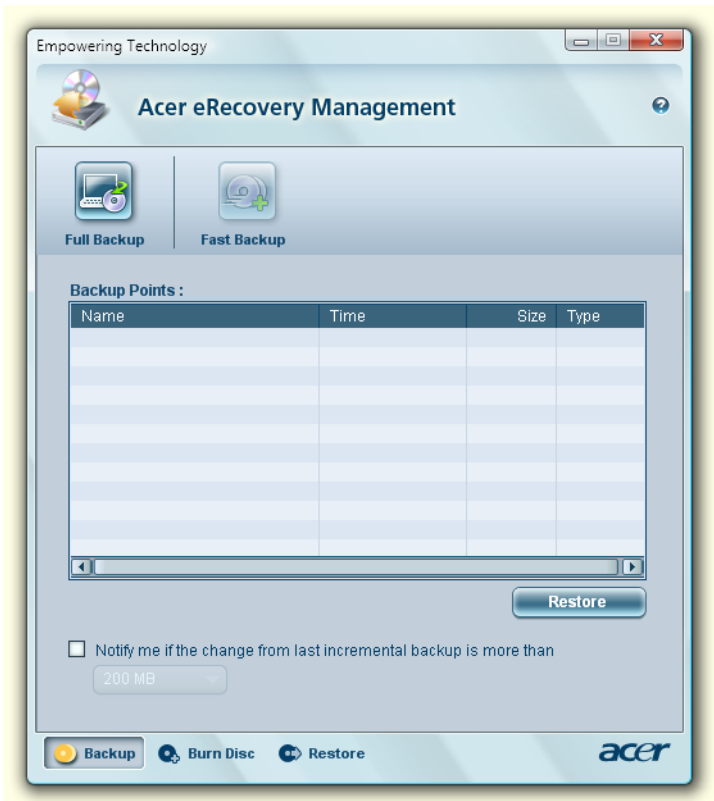 Empowering Technology
Acer eRecovery Management
Full Backup
Fast Backup
Backup Points :
Name Time Size Type
Restore
Notify me if the change from last incremental backup is more than
200 MB
Backup Burn Disc Restore acer